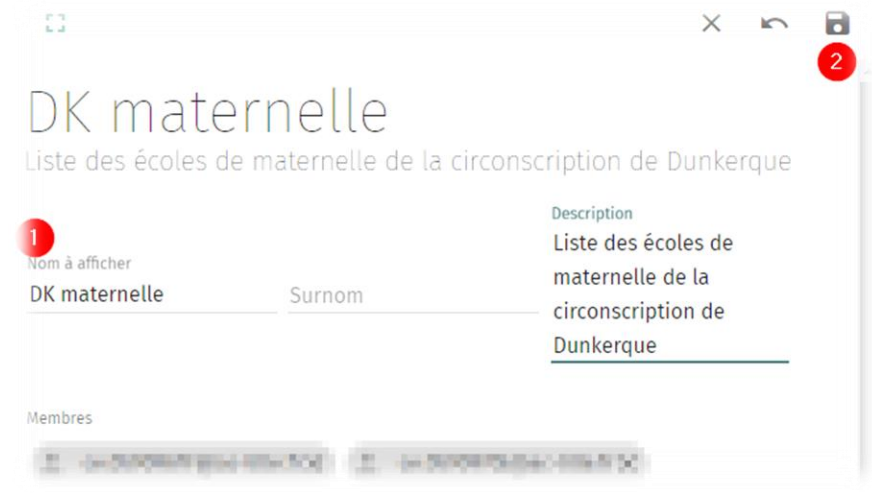 2
DK maternelle
Liste des écoles de maternelle de la circonscription de Dunkerque
1
Nom à afficher
DK maternelle
Surnom
Description
Liste des écoles de
maternelle de la
circonscription de
Dunkerque
Membres